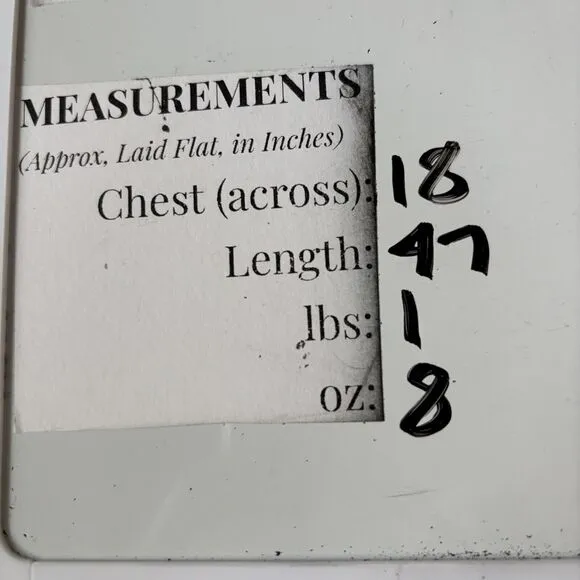 MEASUREMENTS
(Approx, Laid Flat, in Inches)
Chest (across): 18
Length: 47
lbs: 1
oz: 8